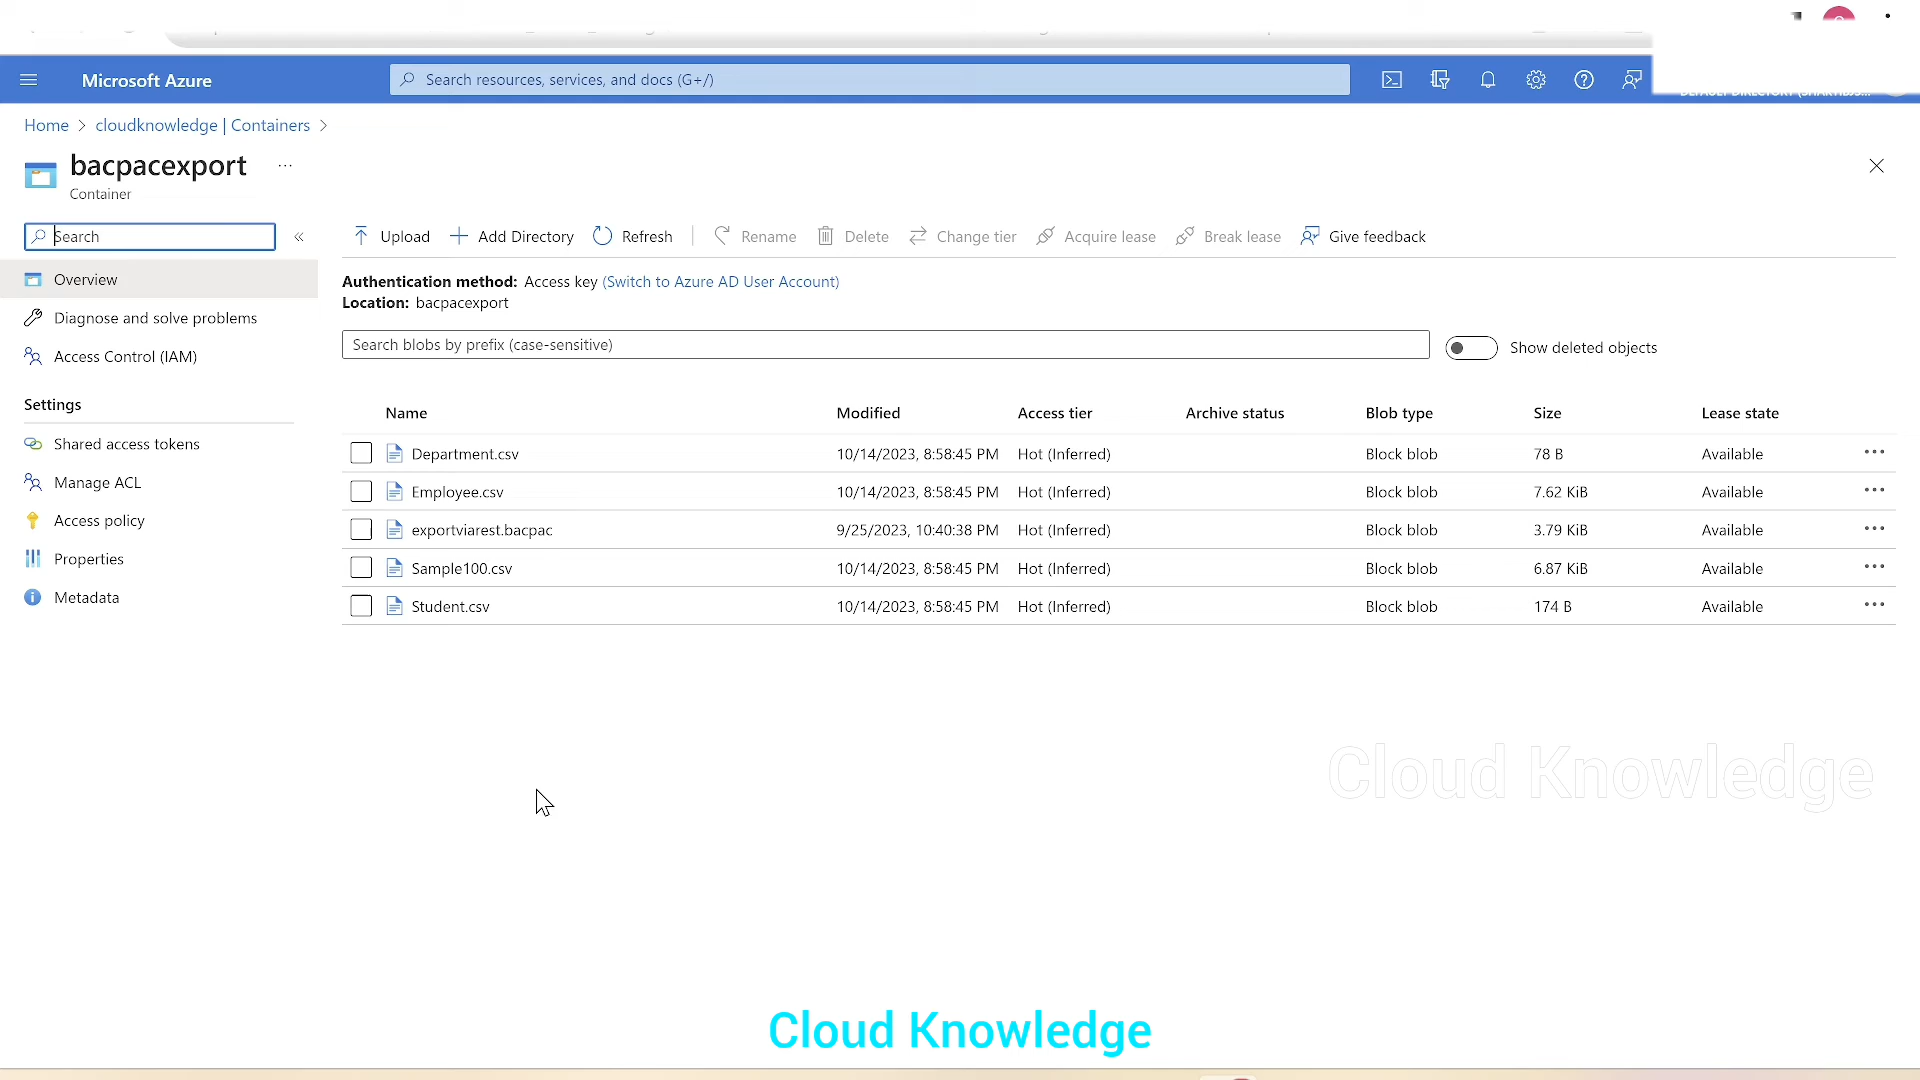 Microsoft Azure
Search resources, services, and docs (G+/)
Home > cloudknowledge | Containers >
bacpacexport ...
Container
Search «
Upload Add Directory Refresh Rename Delete Change tier Acquire lease Break lease Give feedback
Overview
Diagnose and solve problems
Access Control (IAM)
Settings
Shared access tokens
Manage ACL
Access policy
Properties
Metadata
Authentication method: Access key (Switch to Azure AD User Account)
Location: bacpacexport
Search blobs by prefix (case-sensitive)
Show deleted objects
Name Modified Access tier Archive status Blob type Size Lease state
Department.csv 10/14/2023, 8:58:45 PM Hot (Inferred) Block blob 78 B Available ...
Employee.csv 10/14/2023, 8:58:45 PM Hot (Inferred) Block blob 7.62 KiB Available ...
exportviarest.bacpac 9/25/2023, 10:40:38 PM Hot (Inferred) Block blob 3.79 KiB Available ...
Sample100.csv 10/14/2023, 8:58:45 PM Hot (Inferred) Block blob 6.87 KiB Available ...
Student.csv 10/14/2023, 8:58:45 PM Hot (Inferred) Block blob 174 B Available ...
Cloud Knowledge
Cloud Knowledge